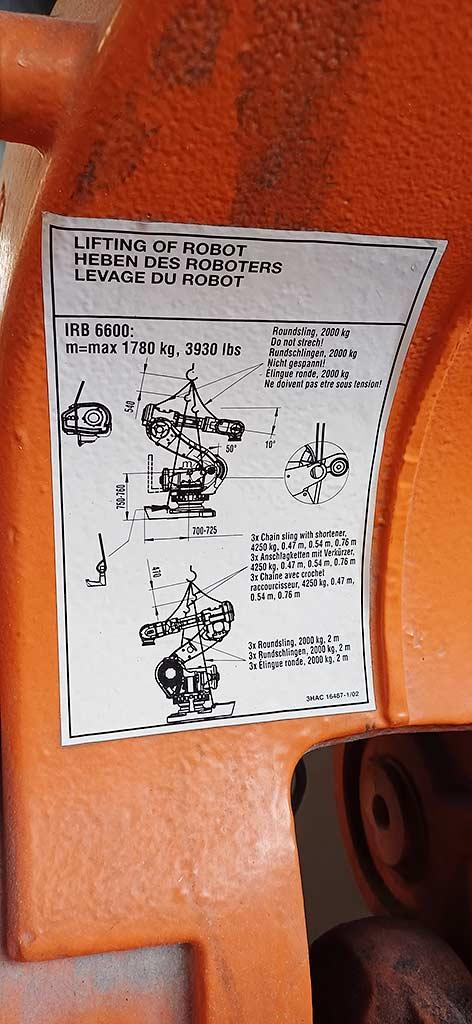 LIFTING OF ROBOT
HEBEN DES ROBOTERS
LEVAGE DU ROBOT
IRB 6600:
m=max 1780 kg, 3930 lbs
Roundsling, 2000 kg
Do not strech!
Rundschlingen, 2000 kg
Nicht gespannt!
Elingue ronde, 2000 kg
Ne doivent pas etre sous tension!
540
10°
50°
m
750-760
700-725
3x Chain sling with shortener,
4250 kg, 0.47 m, 0.54 m, 0.76 m
3x Anschlagketten mit Verkürzer,
4250 kg, 0.47 m, 0.54 m, 0.76 m
3x Chaine avec crochet
raccourcisseur, 4250 kg, 0.47 m,
0.54 m, 0.76 m
410
3x Roundsling, 2000 kg, 2 m
3x Rundschlingen, 2000 kg, 2 m
3x Élingue ronde, 2000 kg, 2 m
3HAC 16487-1/02